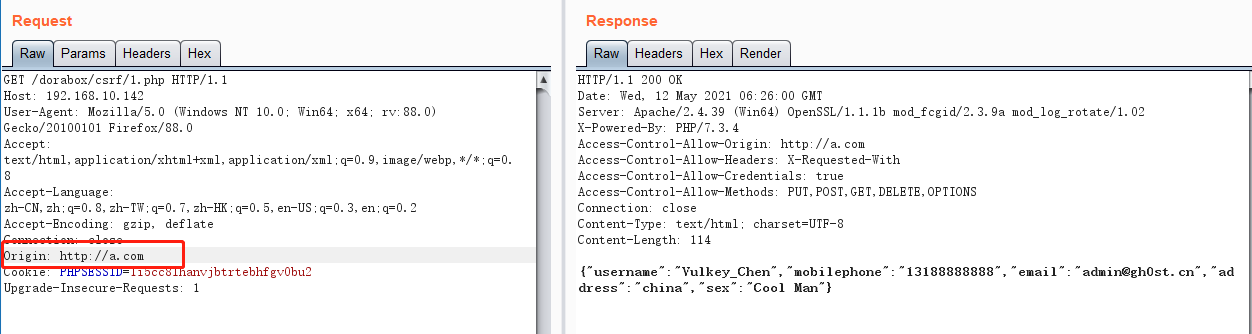 Request
Raw Params Headers Hex
GET /dorabox/csrf/1.php HTTP/1.1
Host: 192.168.10.142
User-Agent: Mozilla/5.0 (Windows NT 10.0; Win64; x64; rv:88.0)
Gecko/20100101 Firefox/88.0
Accept:
text/html,application/xhtml+xml,application/xml;q=0.9,image/webp,*/*;q=0.
8
Accept-Language:
zh-CN,zh;q=0.8,zh-TW;q=0.7,zh-HK;q=0.5,en-US;q=0.3,en;q=0.2
Accept-Encoding: gzip, deflate
Connection: close
Origin: http://a.com
Cookie:
Upgrade-Insecure-Requests: 1
Response
Raw Headers Hex Render
HTTP/1.1 200 OK
Date: Wed, 12 May 2021 06:26:00 GMT
Server: Apache/2.4.39 (Win64) OpenSSL/1.1.1b mod_fcgid/2.3.9a mod_log_rotate/1.02
X-Powered-By: PHP/7.3.4
Access-Control-Allow-Origin: http://a.com
Access-Control-Allow-Headers: X-Requested-With
Access-Control-Allow-Credentials: true
Access-Control-Allow-Methods: PUT,POST,GET,DELETE,OPTIONS
Connection: close
Content-Type: text/html; charset=UTF-8
Content-Length: 114
{"username":"Vulkey_Chen","mobilephone":"13188888888","email":"admin@gh0st.cn","ad
dress":"china","sex":"Cool Man"}